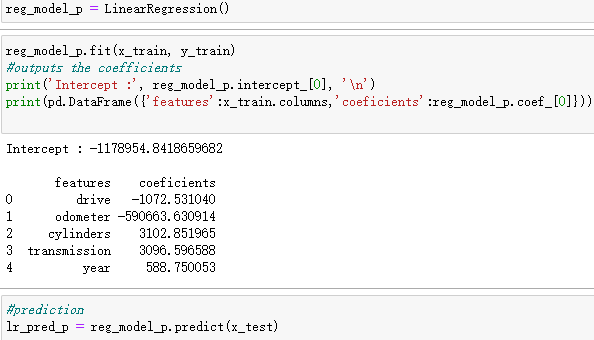 reg_model_p = LinearRegression()
reg_model_p.fit(x_train, y_train)
#outputs the coefficients
print('Intercept :', reg_model_p.intercept_[0], '\n')
print(pd.DataFrame({'features':x_train.columns,'coeficients':reg_model_p.coef_[0]}))
Intercept : -1178954.8418659682
features coeficients
0 drive -1072.531040
1 odometer -590663.630914
2 cylinders 3102.851965
3 transmission 3096.596588
4 year 588.750053
#prediction
lr_pred_p = reg_model_p.predict(x_test)